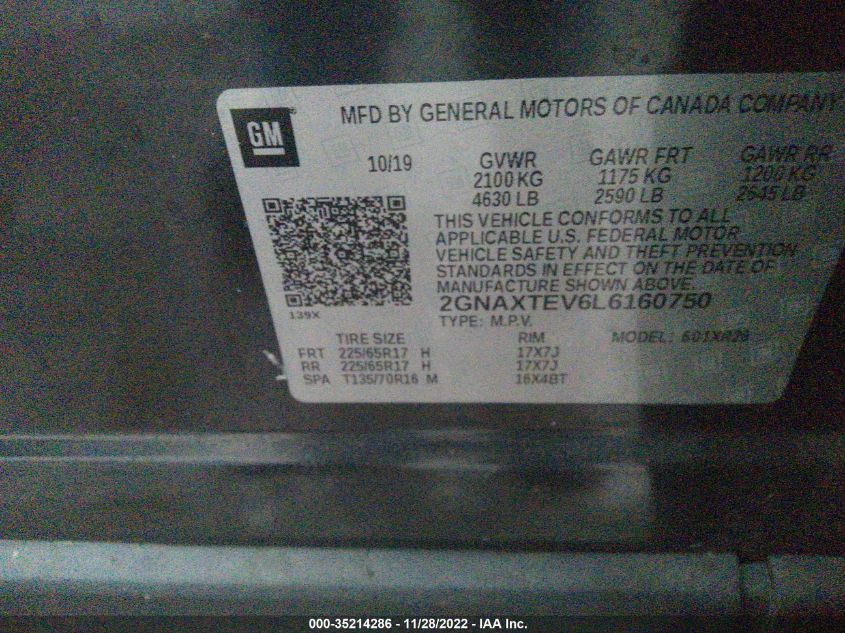 GM
MFD BY GENERAL MOTORS OF CANADA COMPANY
10/19 GVWR GAWR FRT GAWR RR
2100 KG 1175 KG 1200 KG
4630 LB 2590 LB 2645 LB
THIS VEHICLE CONFORMS TO ALL
APPLICABLE U.S. FEDERAL MOTOR
VEHICLE SAFETY AND THEFT PREVENTION
STANDARDS IN EFFECT ON THE DATE OF
MANUFACTURE SHOWN ABOVE.
2GNAXTEV6L6160750
139X
TYPE: M.P.V.
TIRE SIZE RIM MODEL:
FRT 225/65R17 H 17X7J
RR 225/65R17 H 17X7J
SPA T135/70R16 M 16X4BT
000-35214286 - 11/28/2022 - IAA Inc.